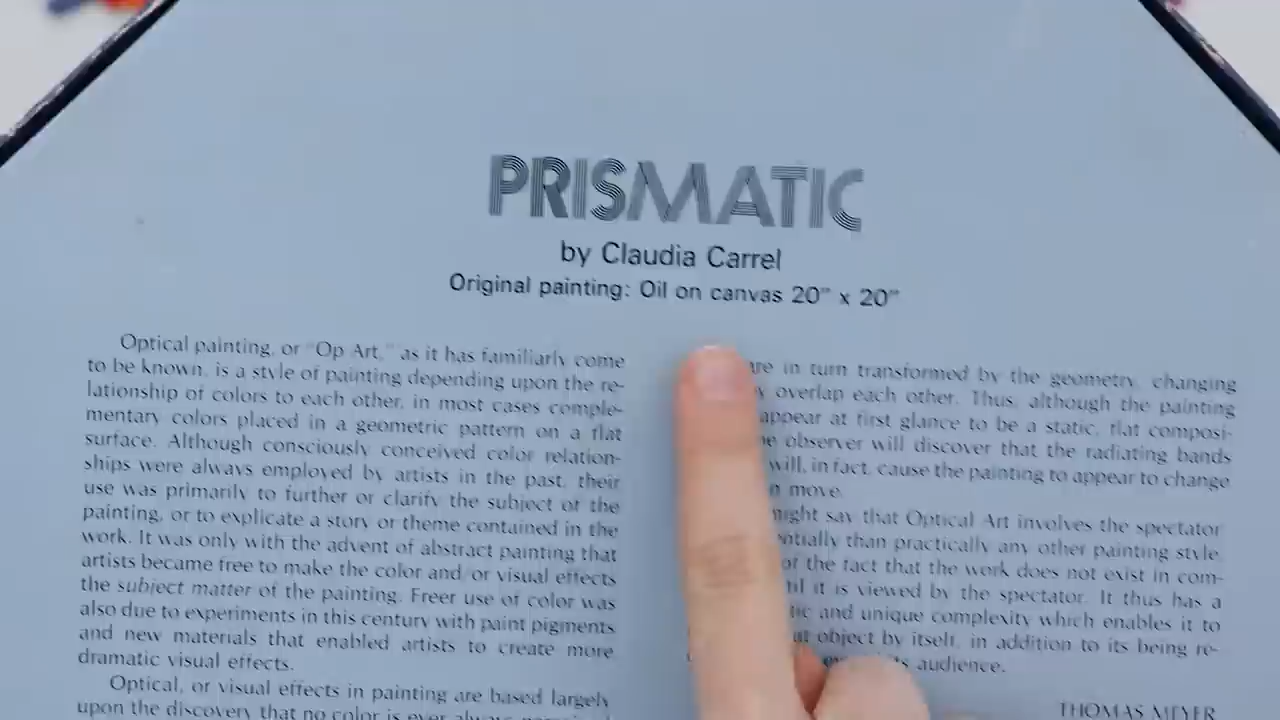 PRISMATIC
by Claudia Carrel
Original painting: Oil on canvas 20" x 20"
Optical painting, or "Op Art," as it has familiarly come
to be known, is a style of painting depending upon the re-
lationship of colors to each other, in most cases comple-
mentary colors placed in a geometric pattern on a flat
surface. Although consciously conceived color relation-
ships were always employed by artists in the past, their
use was primarily to further or clarify the subject of the
painting, or to explicate a story or theme contained in the
work. It was only with the advent of abstract painting that
artists became free to make the color and/or visual effects
the subject matter of the painting. Freer use of color was
also due to experiments in this century with paint pigments
and new materials that enabled artists to create more
dramatic visual effects.
Optical, or visual effects in painting are based largely
upon the discovery that no color is ever
are in turn transformed by the geometry, changing
overlap each other. Thus, although the painting
appear at first glance to be a static, flat composi-
observer will discover that the radiating bands
will, in fact, cause the painting to appear to change
move.
might say that Optical Art involves the spectator
than practically any other painting style,
of the fact that the work does not exist in com-
it is viewed by the spectator. It thus has a
and unique complexity which enables it to
object by itself, in addition to its being re-
audience.
THOMAS MEYER